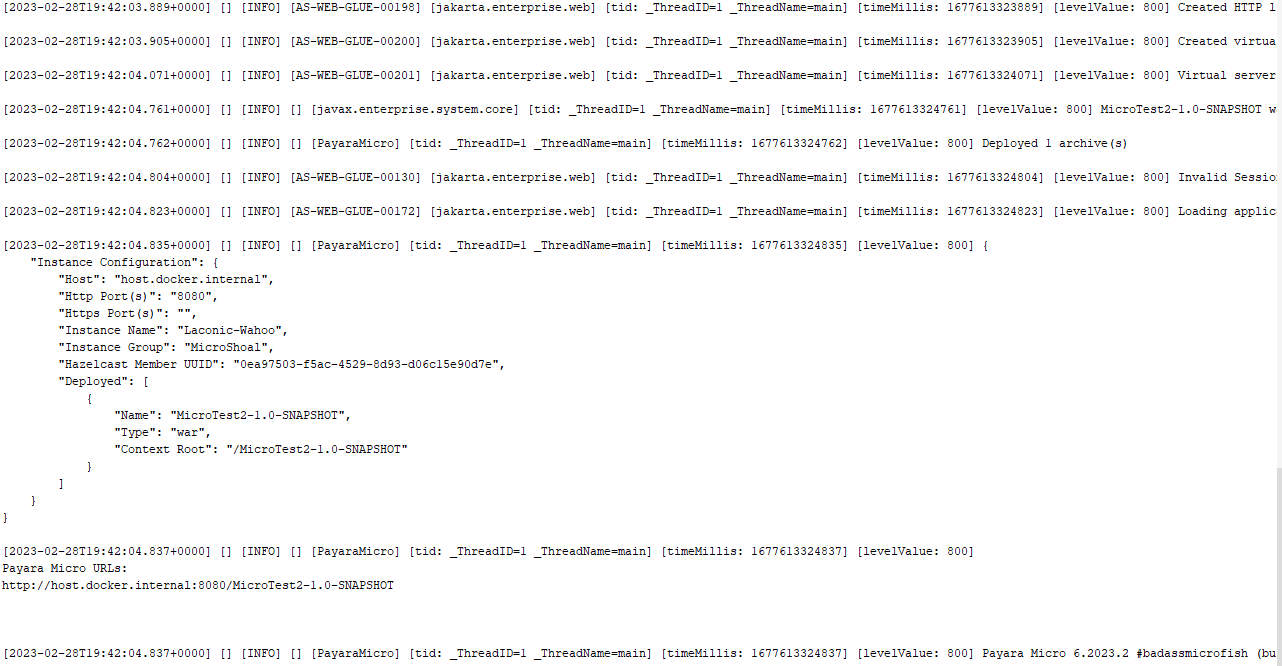 [2023-02-28T19:42:03.889+0000] [] [INFO] [AS-WEB-GLUE-00198] [jakarta.enterprise.web] [tid: _ThreadID=1 _ThreadName=main] [timeMillis: 1677613323889] [levelValue: 800] Created HTTP l
[2023-02-28T19:42:03.905+0000] [] [INFO] [AS-WEB-GLUE-00200] [jakarta.enterprise.web] [tid: _ThreadID=1 _ThreadName=main] [timeMillis: 1677613323905] [levelValue: 800] Created virtua
[2023-02-28T19:42:04.071+0000] [] [INFO] [AS-WEB-GLUE-00201] [jakarta.enterprise.web] [tid: _ThreadID=1 _ThreadName=main] [timeMillis: 1677613324071] [levelValue: 800] Virtual server
[2023-02-28T19:42:04.761+0000] [] [INFO] [] [javax.enterprise.system.core] [tid: _ThreadID=1 _ThreadName=main] [timeMillis: 1677613324761] [levelValue: 800] MicroTest2-1.0-SNAPSHOT w
[2023-02-28T19:42:04.762+0000] [] [INFO] [] [PayaraMicro] [tid: _ThreadID=1 _ThreadName=main] [timeMillis: 1677613324762] [levelValue: 800] Deployed 1 archive(s)
[2023-02-28T19:42:04.804+0000] [] [INFO] [AS-WEB-GLUE-00130] [jakarta.enterprise.web] [tid: _ThreadID=1 _ThreadName=main] [timeMillis: 1677613324804] [levelValue: 800] Invalid Sessio
[2023-02-28T19:42:04.823+0000] [] [INFO] [AS-WEB-GLUE-00172] [jakarta.enterprise.web] [tid: _ThreadID=1 _ThreadName=main] [timeMillis: 1677613324823] [levelValue: 800] Loading applic
[2023-02-28T19:42:04.835+0000] [] [INFO] [] [PayaraMicro] [tid: _ThreadID=1 _ThreadName=main] [timeMillis: 1677613324835] [levelValue: 800] {
    "Instance Configuration": {
        "Host": "host.docker.internal",
        "Http Port(s)": "8080",
        "Https Port(s)": "",
        "Instance Name": "Laconic-Wahoo",
        "Instance Group": "MicroShoal",
        "Hazelcast Member UUID": "0ea97503-f5ac-4529-8d93-d06c15e90d7e",
        "Deployed": [
            {
                "Name": "MicroTest2-1.0-SNAPSHOT",
                "Type": "war",
                "Context Root": "/MicroTest2-1.0-SNAPSHOT"
            }
        ]
    }
}
[2023-02-28T19:42:04.837+0000] [] [INFO] [] [PayaraMicro] [tid: _ThreadID=1 _ThreadName=main] [timeMillis: 1677613324837] [levelValue: 800]
Payara Micro URLs:
http://host.docker.internal:8080/MicroTest2-1.0-SNAPSHOT
[2023-02-28T19:42:04.837+0000] [] [INFO] [] [PayaraMicro] [tid: _ThreadID=1 _ThreadName=main] [timeMillis: 1677613324837] [levelValue: 800] Payara Micro 6.2023.2 #badassmicrofish (bu